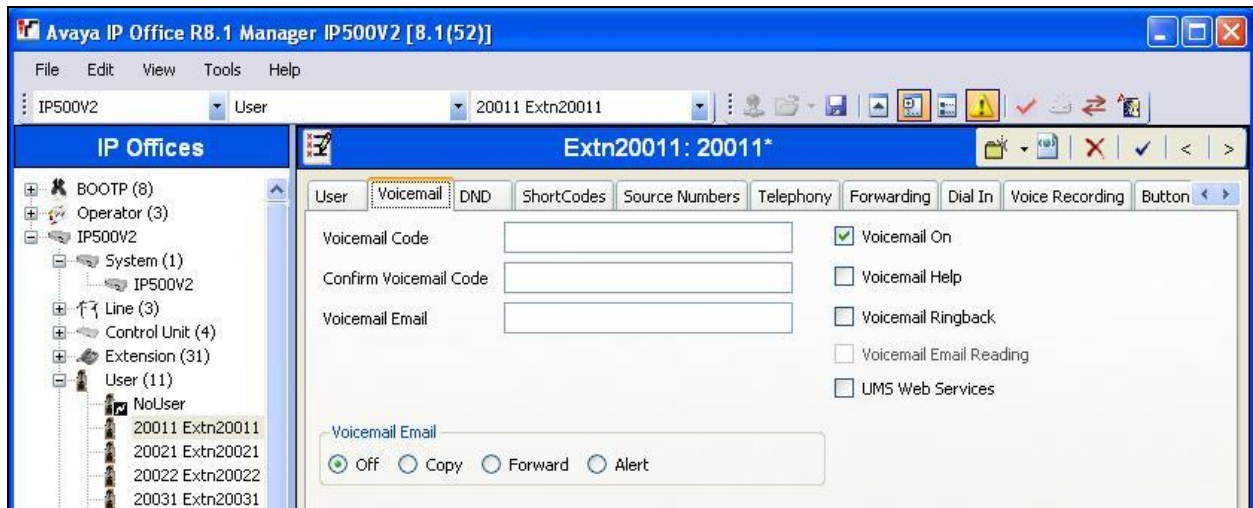 Avaya IP Office R8.1 Manager IP500V2 [8.1(52)]
File Edit View Tools Help
IP500V2 User 20011 Extn20011
IP Offices
Extn20011: 20011*
BOOTP (8)
Operator (3)
IP500V2
System (1)
IP500V2
Line (3)
Control Unit (4)
Extension (31)
User (11)
NoUser
20011 Extn20011
20021 Extn20021
20022 Extn20022
20031 Extn20031
User Voicemail DND ShortCodes Source Numbers Telephony Forwarding Dial In Voice Recording Button
Voicemail Code
Confirm Voicemail Code
Voicemail Email
Voicemail On
Voicemail Help
Voicemail Ringback
Voicemail Email Reading
UMS Web Services
Voicemail Email
Off Copy Forward Alert